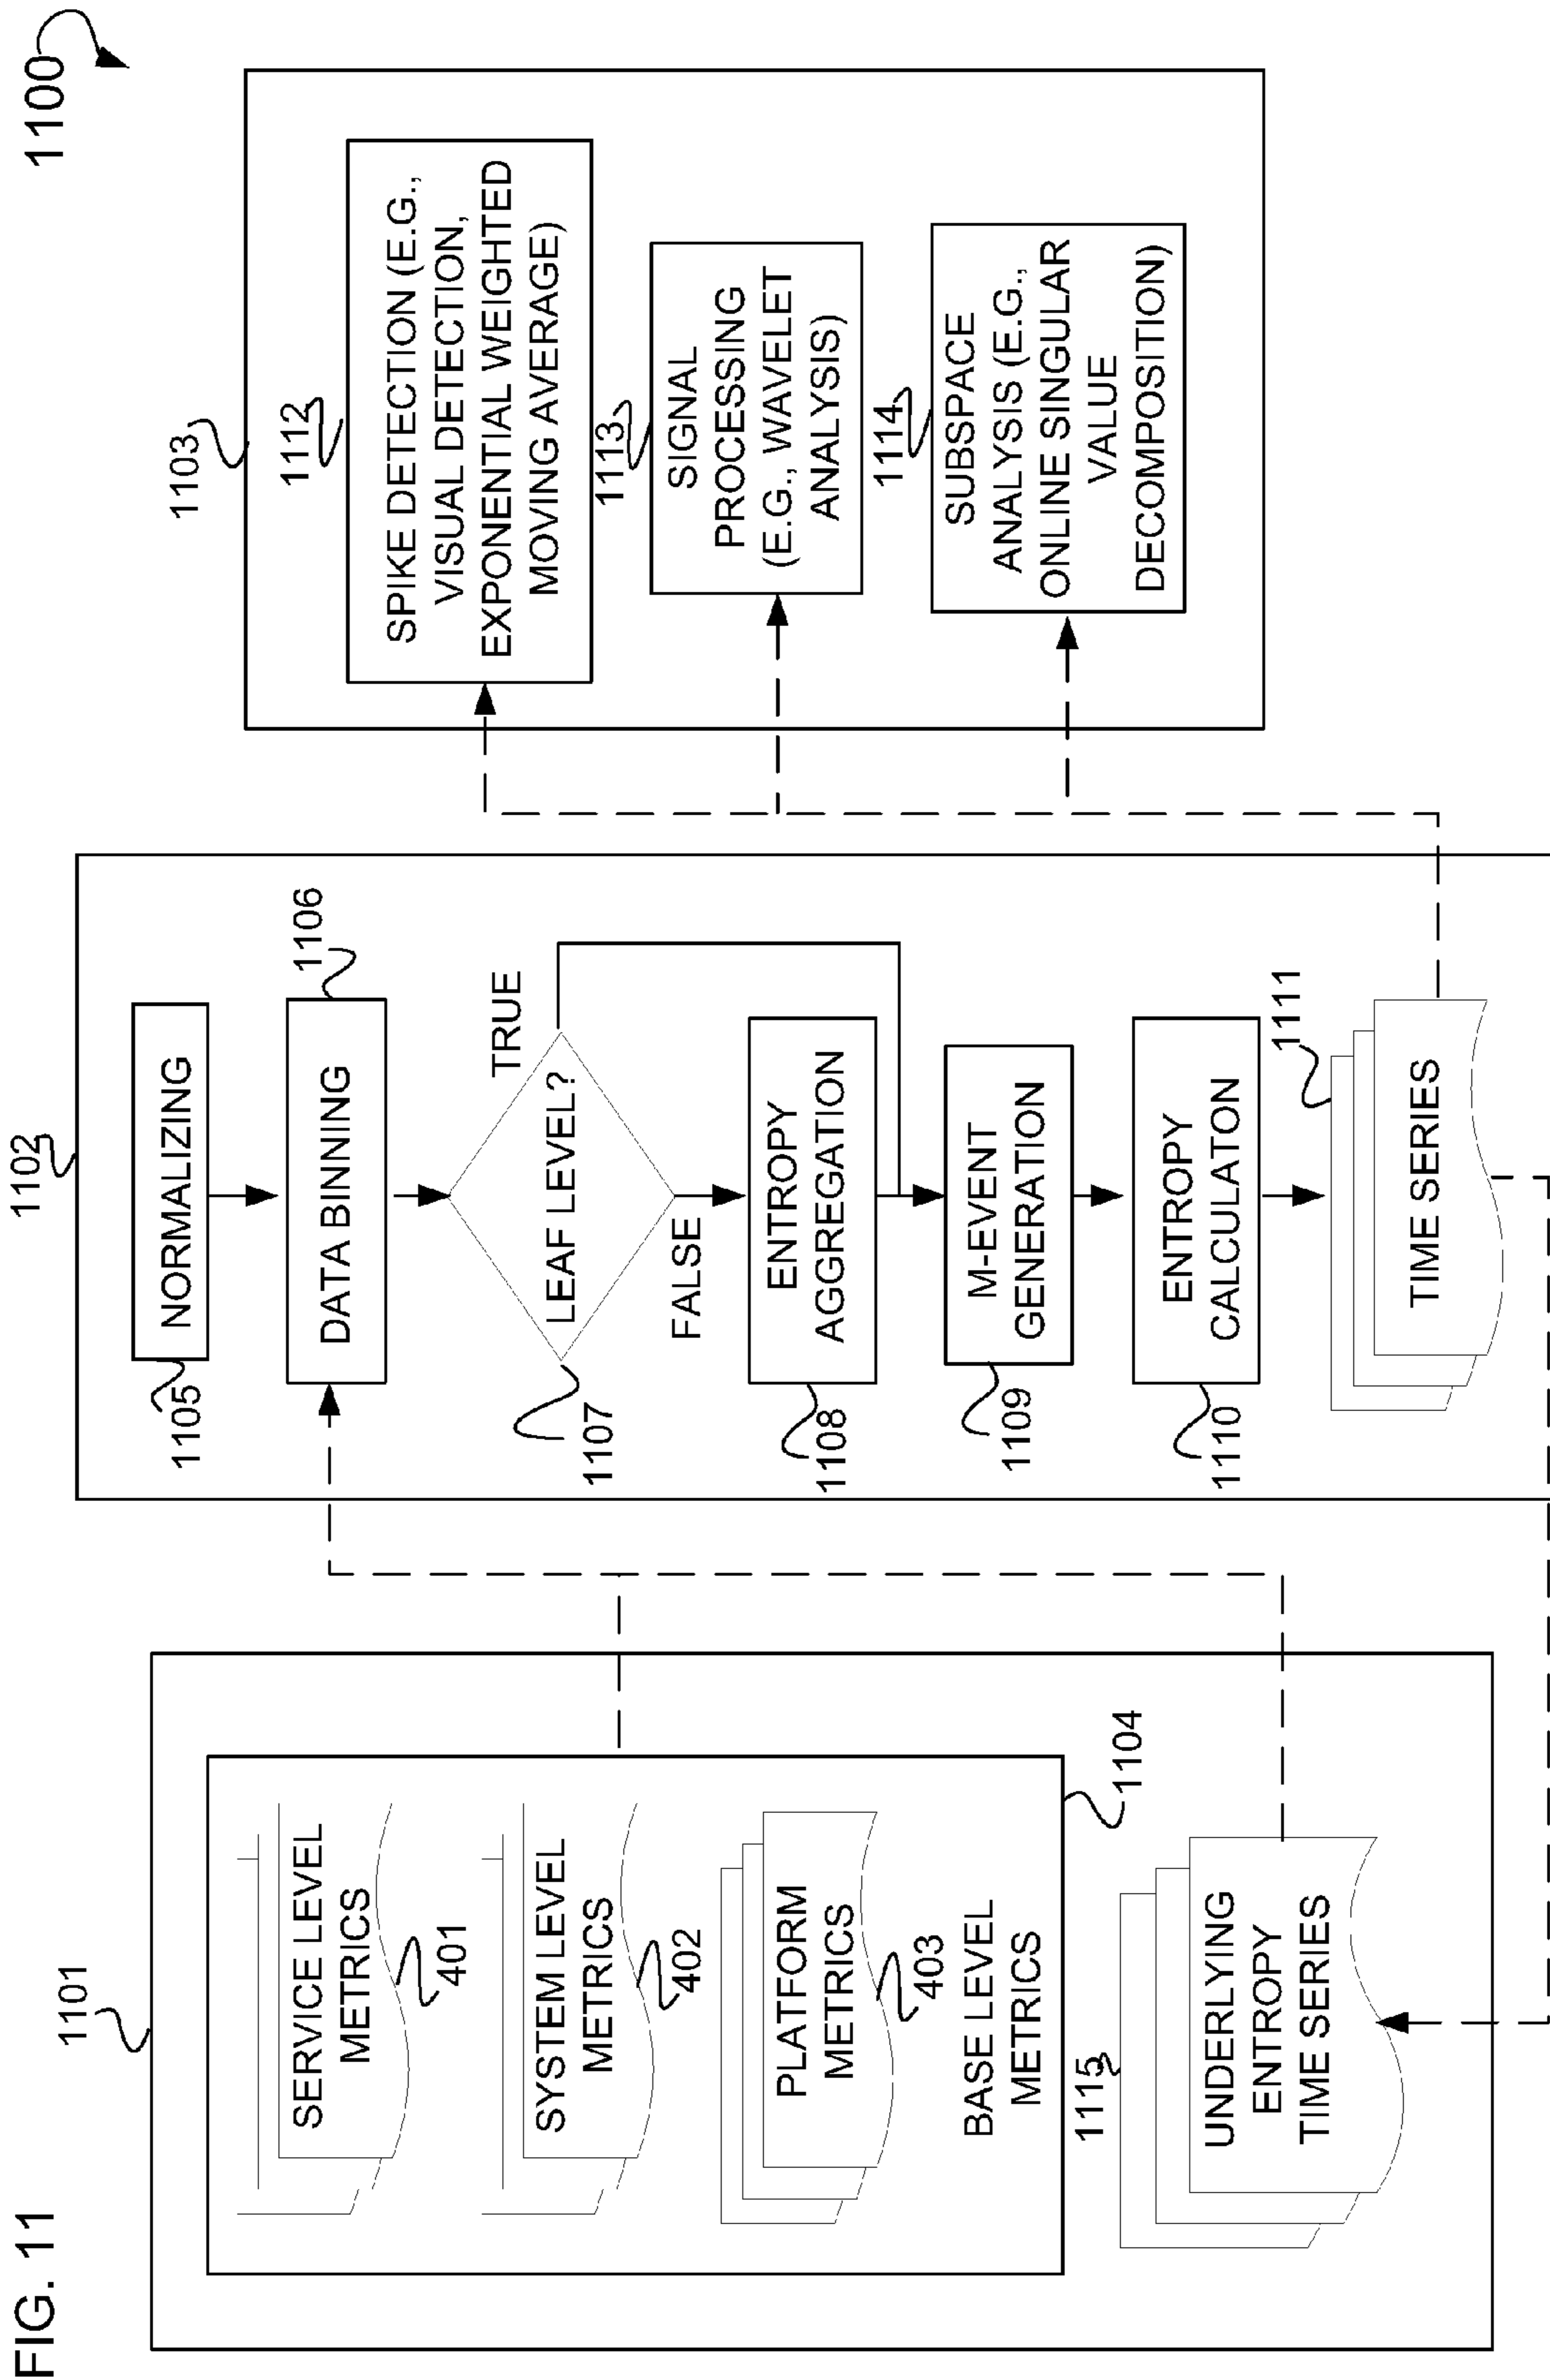 FIG. 11
1100
1101
SERVICE LEVEL
METRICS
401
SYSTEM LEVEL
METRICS
402
PLATFORM
METRICS
403
BASE LEVEL
METRICS
1104
1115
UNDERLYING
ENTROPY
TIME SERIES
1102
NORMALIZING
1105
DATA BINNING
1106
LEAF LEVEL?
TRUE
FALSE
1107
ENTROPY
AGGREGATION
1108
M-EVENT
GENERATION
1109
ENTROPY
CALCULATON
1110
1111
TIME SERIES
1103
1112
SPIKE DETECTION (E.G.,
VISUAL DETECTION,
EXPONENTIAL WEIGHTED
MOVING AVERAGE)
1113
SIGNAL
PROCESSING
(E.G., WAVELET
ANALYSIS)
1114
SUBSPACE
ANALYSIS (E.G.,
ONLINE SINGULAR
VALUE
DECOMPOSITION)